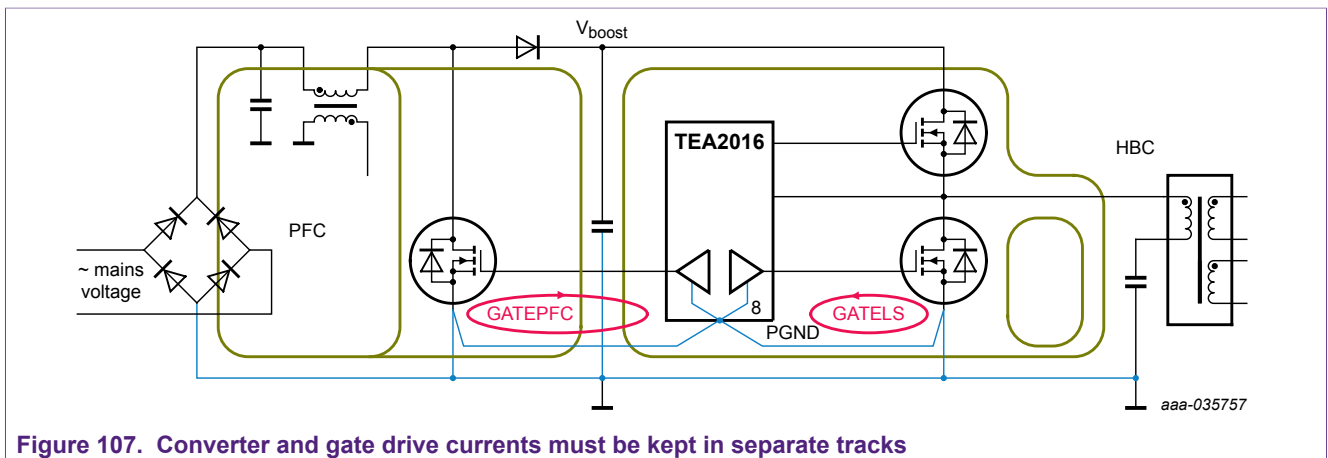 Vboost
TEA2016
HBC
PFC
~ mains
voltage
GATEPFC
8
PGND
GATELS
aaa-035757
Figure 107. Converter and gate drive currents must be kept in separate tracks